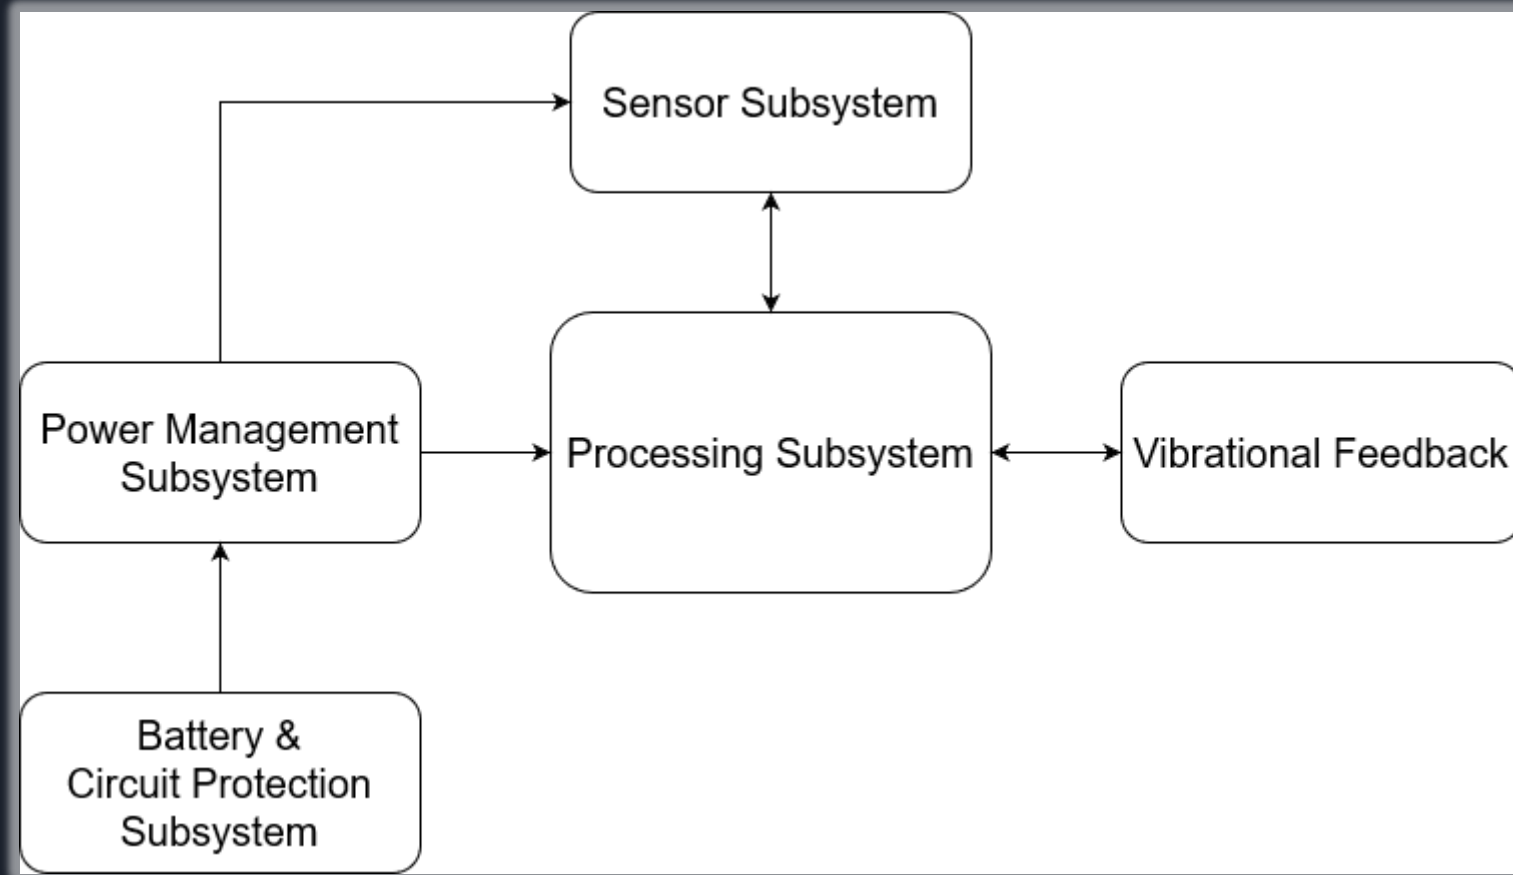 Sensor Subsystem
Power Management
Subsystem
Processing Subsystem
Vibrational Feedback
Battery &
Circuit Protection
Subsystem